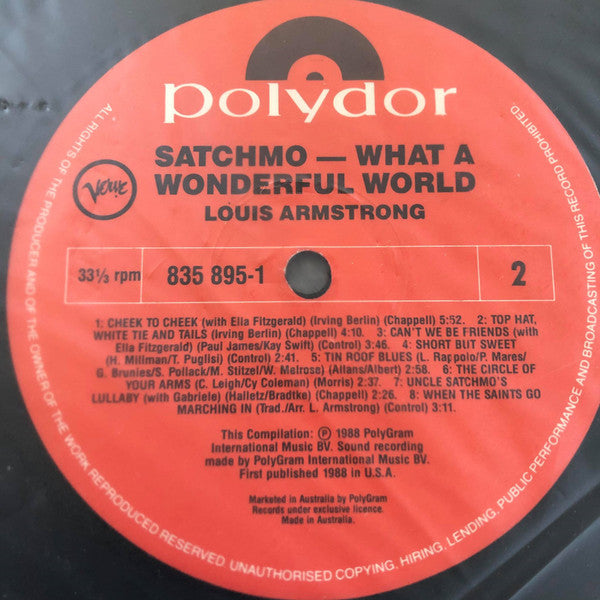 polydor
SATCHMO — WHAT A
WONDERFUL WORLD
LOUIS ARMSTRONG
Verve
33⅓ rpm
835 895-1
2
1: CHEEK TO CHEEK (with Ella Fitzgerald) (Irving Berlin) (Chappell) 5:52. 2: TOP HAT,
WHITE TIE AND TAILS (Irving Berlin) (Chappell) 4:10. 3: CAN'T WE BE FRIENDS (with
Ella Fitzgerald) (Paul James/Kay Swift) (Control) 3:46. 4: SHORT BUT SWEET
(H. Millman/T. Puglisi) (Control) 2:41. 5: TIN ROOF BLUES (L. Rappolo/P. Mares/
G. Brunies/S. Pollack/M. Stitzel/W. Melrose) (Allans/Albert) 2:58. 6: THE CIRCLE OF
YOUR ARMS (C. Leigh/Cy Coleman) (Morris) 2:37. 7: UNCLE SATCHMO'S
LULLABY (with Gabriele) (Halletz/Bradtke) (Chappell) 2:26. 8: WHEN THE SAINTS GO
MARCHING IN (Trad./Arr. L. Armstrong) (Control) 3:11.
This Compilation: Ⓟ 1988 PolyGram
International Music BV. Sound recording
made by PolyGram International Music BV.
First published 1988 in U.S.A.
Marketed in Australia by PolyGram
Records under exclusive licence.
Made in Australia.
ALL RIGHTS OF THE PRODUCER AND OF THE OWNER OF THE WORK REPRODUCED RESERVED. UNAUTHORISED COPYING, HIRING, LENDING, PUBLIC PERFORMANCE AND BROADCASTING OF THIS RECORD PROHIBITED.